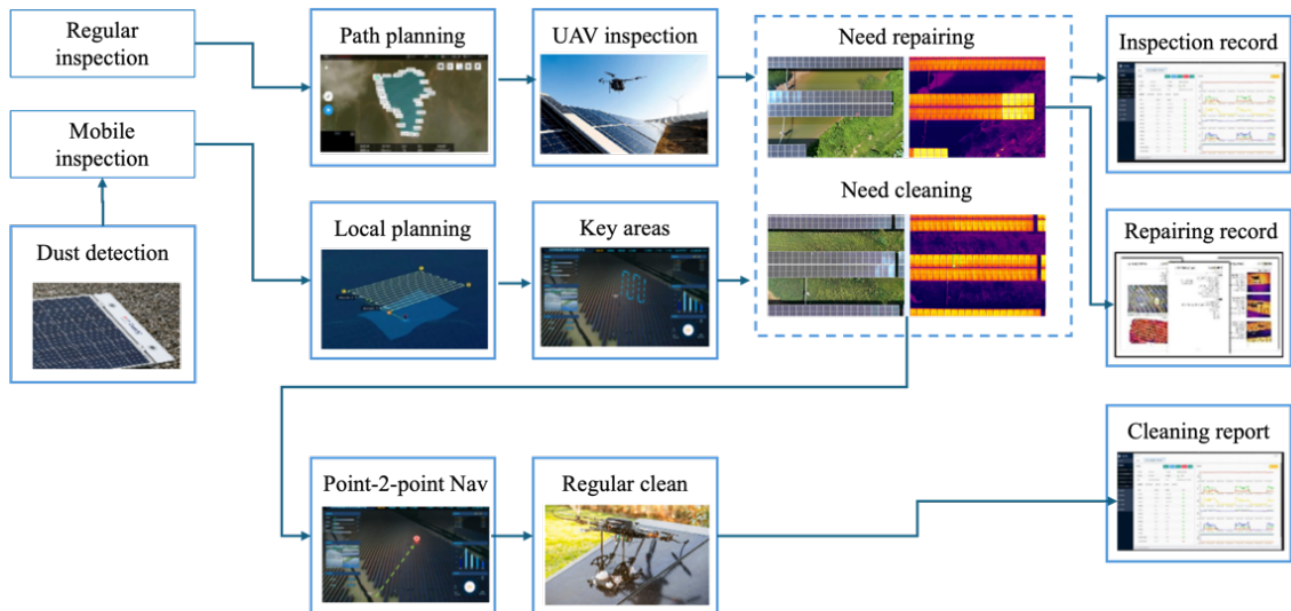 Regular
inspection
Path planning
UAV inspection
Need repairing
Inspection record
Mobile
inspection
Need cleaning
Dust detection
Local planning
Key areas
Repairing record
Point-2-point Nav
Regular clean
Cleaning report